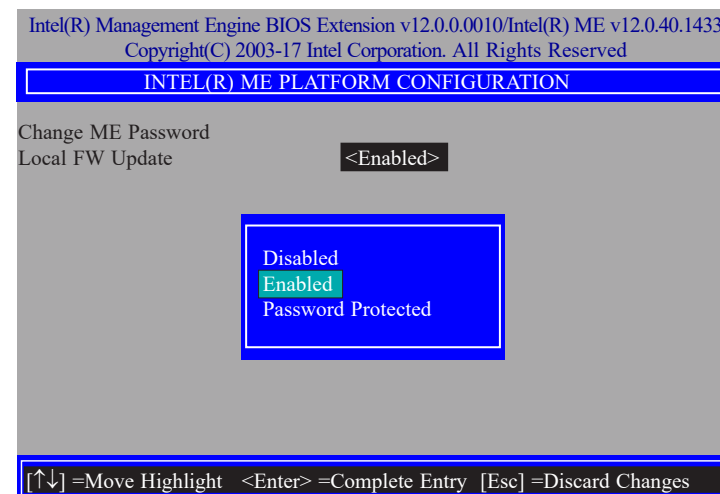 Intel(R) Management Engine BIOS Extension v12.0.0.0010/Intel(R) ME v12.0.40.1433
Copyright(C) 2003-17 Intel Corporation. All Rights Reserved
INTEL(R) ME PLATFORM CONFIGURATION
Change ME Password
Local FW Update <Enabled>
Disabled
Enabled
Password Protected
[↑↓] =Move Highlight <Enter> =Complete Entry [Esc] =Discard Changes